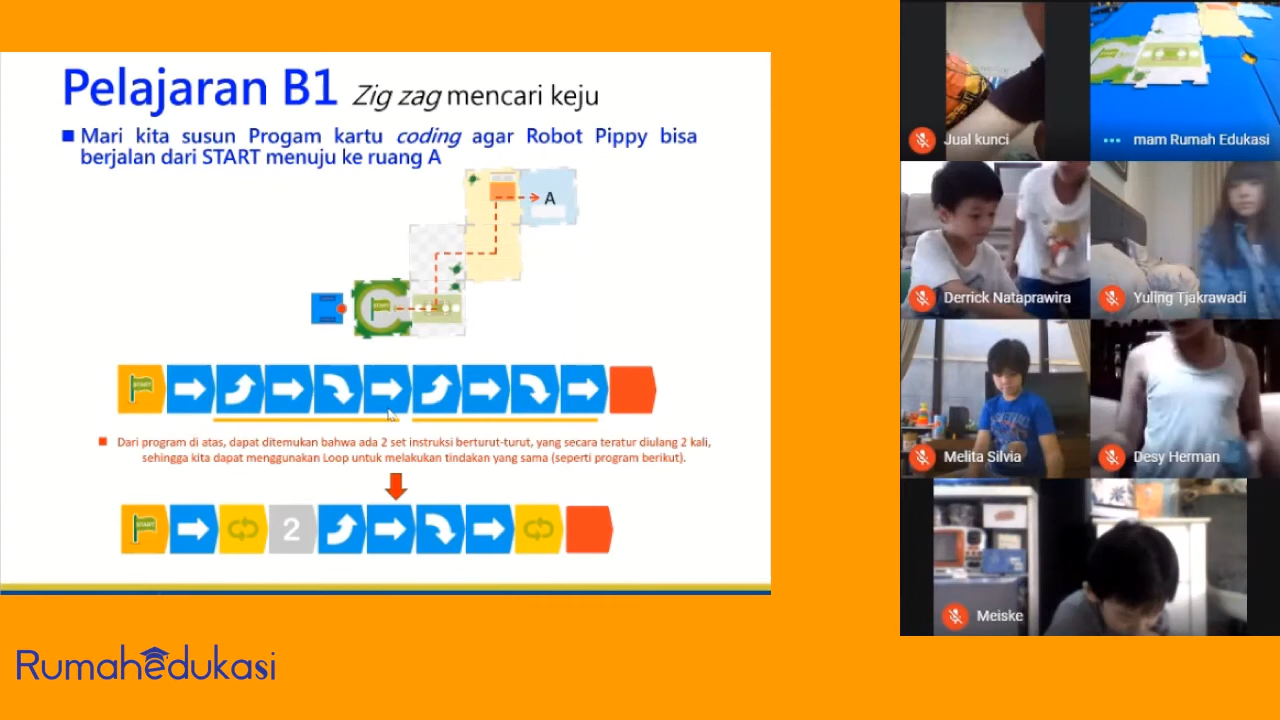 Pelajaran B1 Zig zag mencari keju
Mari kita susun Progam kartu coding agar Robot Pippy bisa
berjalan dari START menuju ke ruang A
A
START
START
Dari program di atas, dapat ditemukan bahwa ada 2 set instruksi berturut-turut, yang secara teratur diulang 2 kali,
sehingga kita dapat menggunakan Loop untuk melakukan tindakan yang sama (seperti program berikut).
START
2
RumahEdukasi
Jual kunci
mam Rumah Edukasi
Derrick Nataprawira
Yuling Tjakrawadi
Melita Silvia
Desy Herman
Meiske